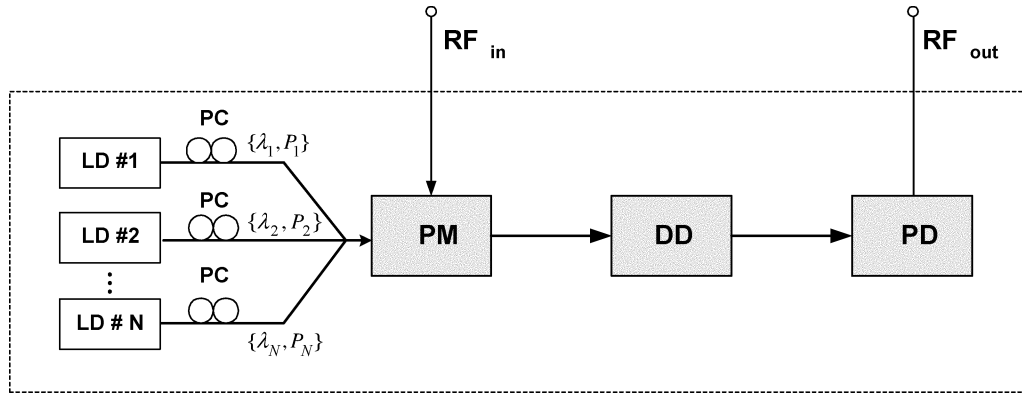 RF in
RF out
PC
LD #1
{λ1, P1}
PC
LD #2
{λ2, P2}
PM
DD
PD
PC
⋮
LD # N
{λN, PN}